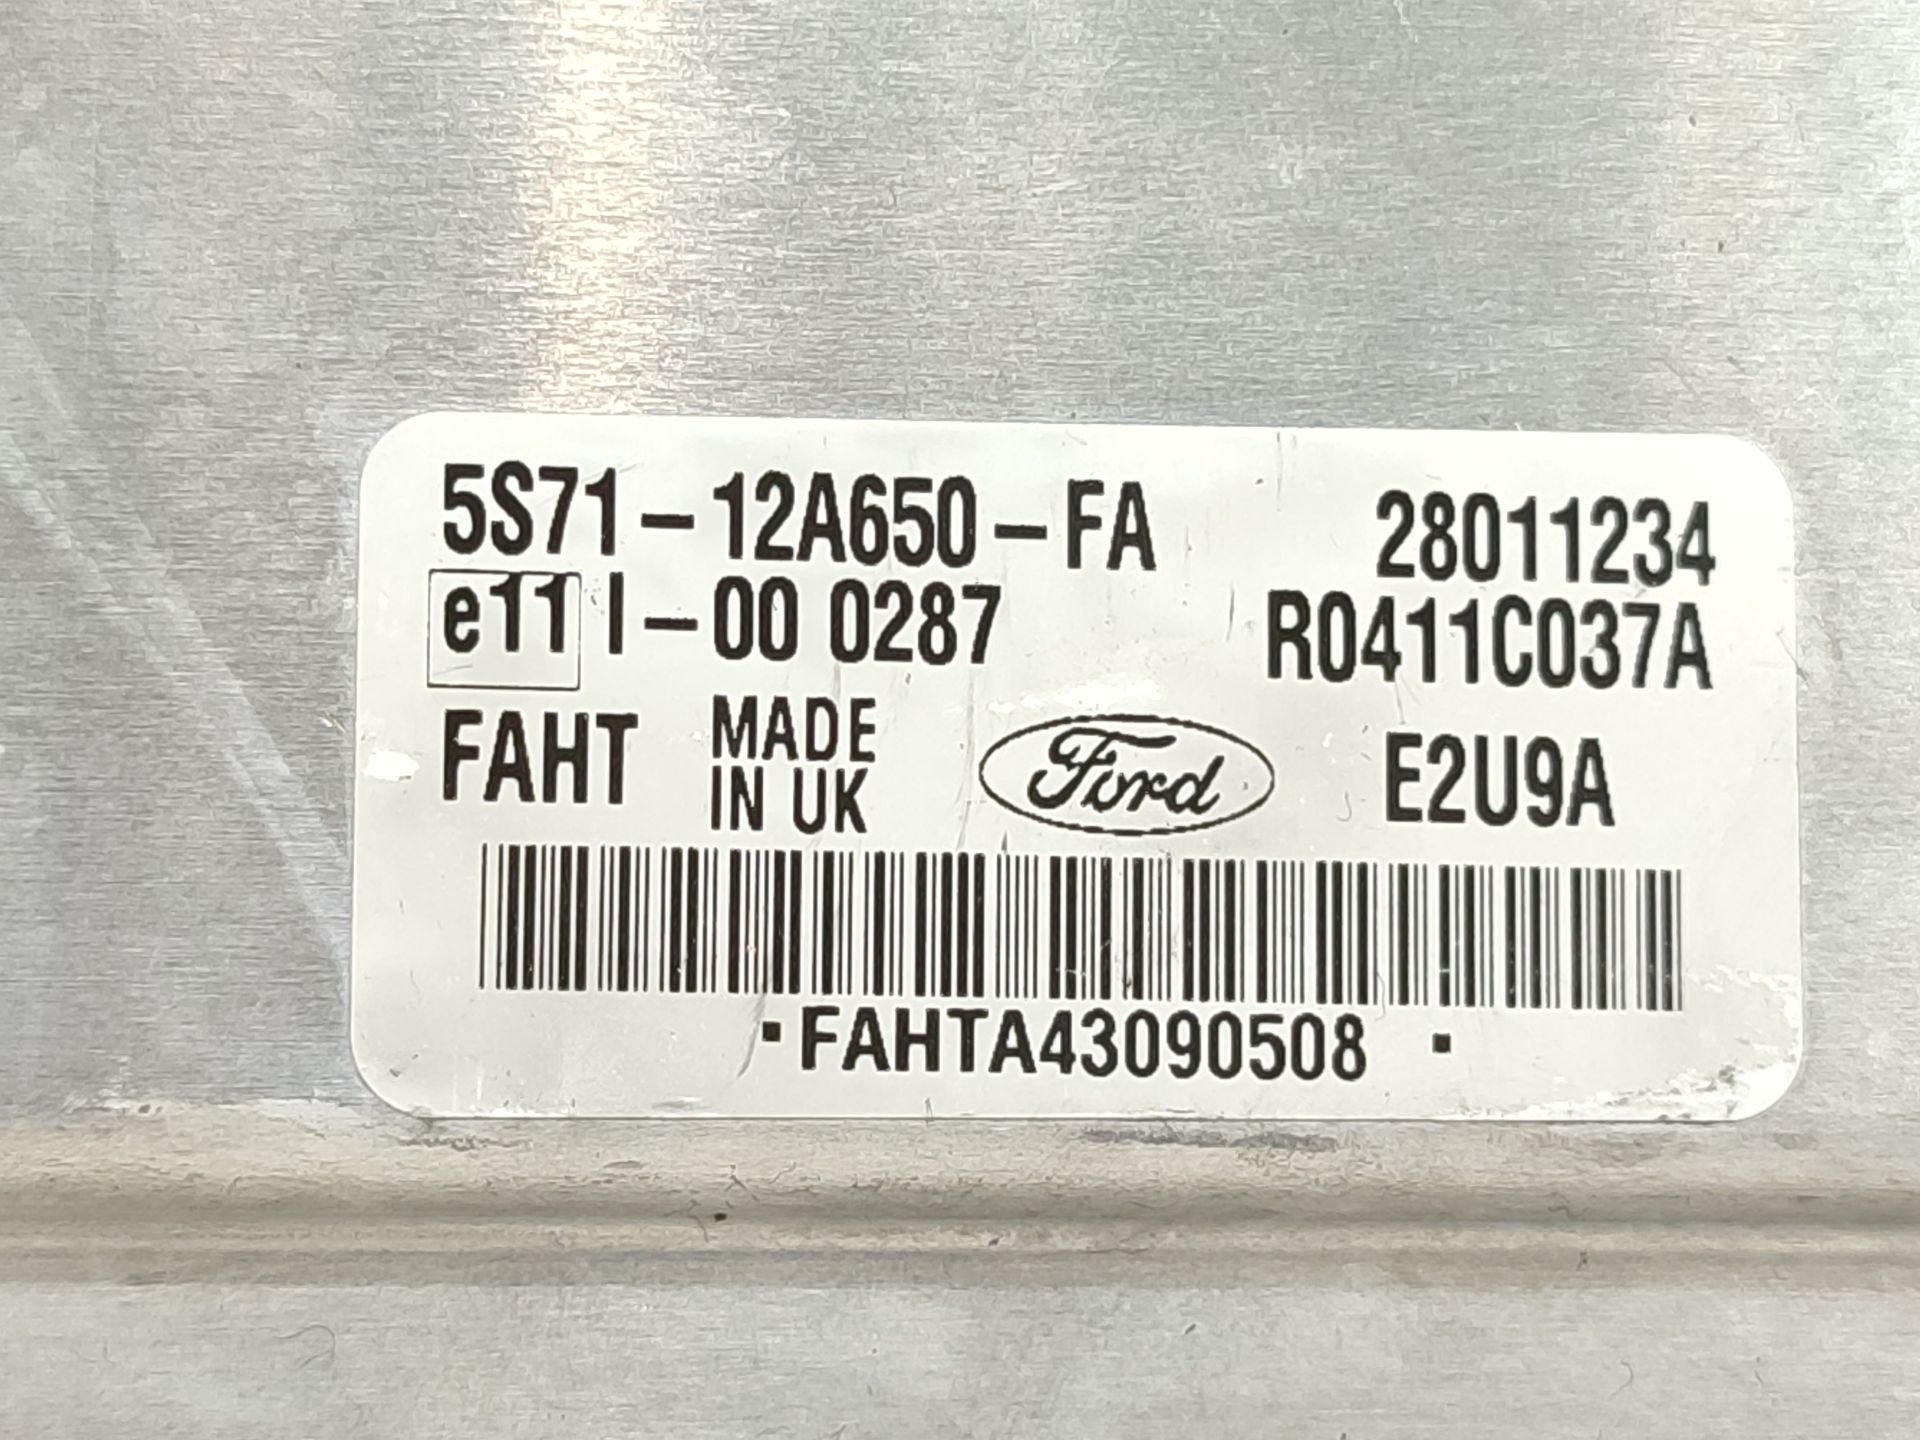 5S71-12A650-FA 28011234
e11 I-00 0287 R0411C037A
FAHT MADE IN UK Ford E2U9A
·FAHTA43090508 ·